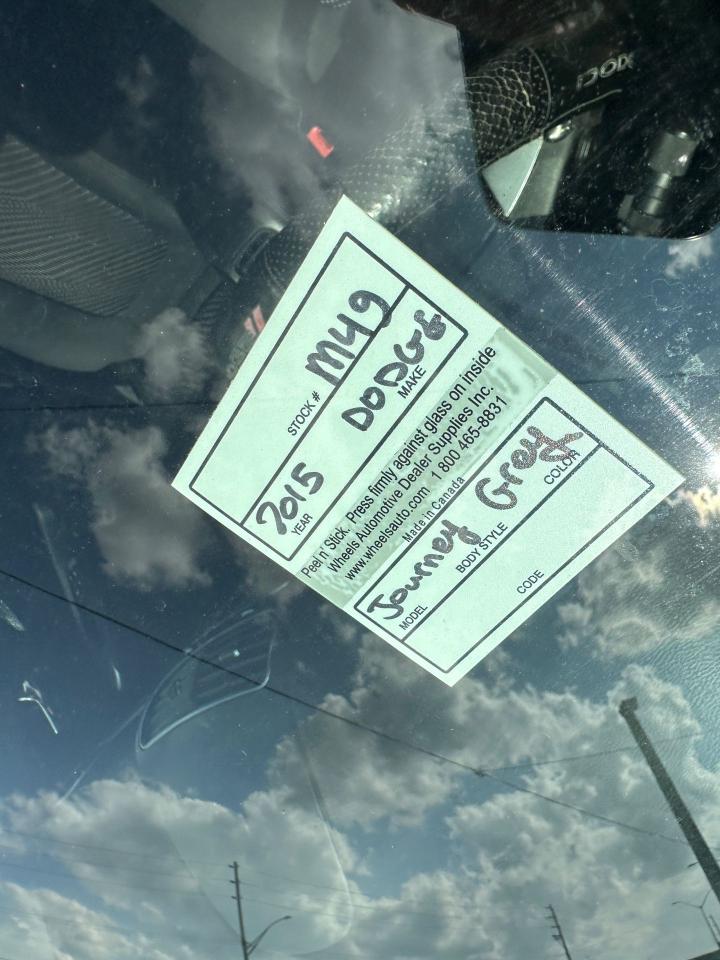 STOCK # M49
2015 DODGE
YEAR MAKE
Peel n' Stick. Press firmly against glass on inside
Wheels Automotive Dealer Supplies Inc.
www.wheelsauto.com 1 800 465-8831
Made in Canada
Journey Grey
MODEL BODY STYLE COLOR
CODE